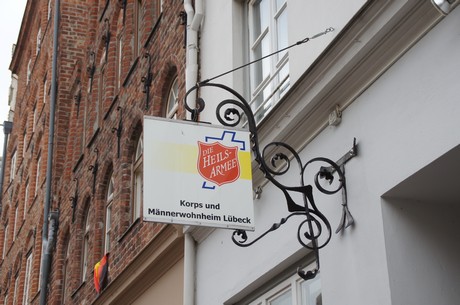 DIE
HEILS-
ARMEE
Korps und
Männerwohnheim Lübeck